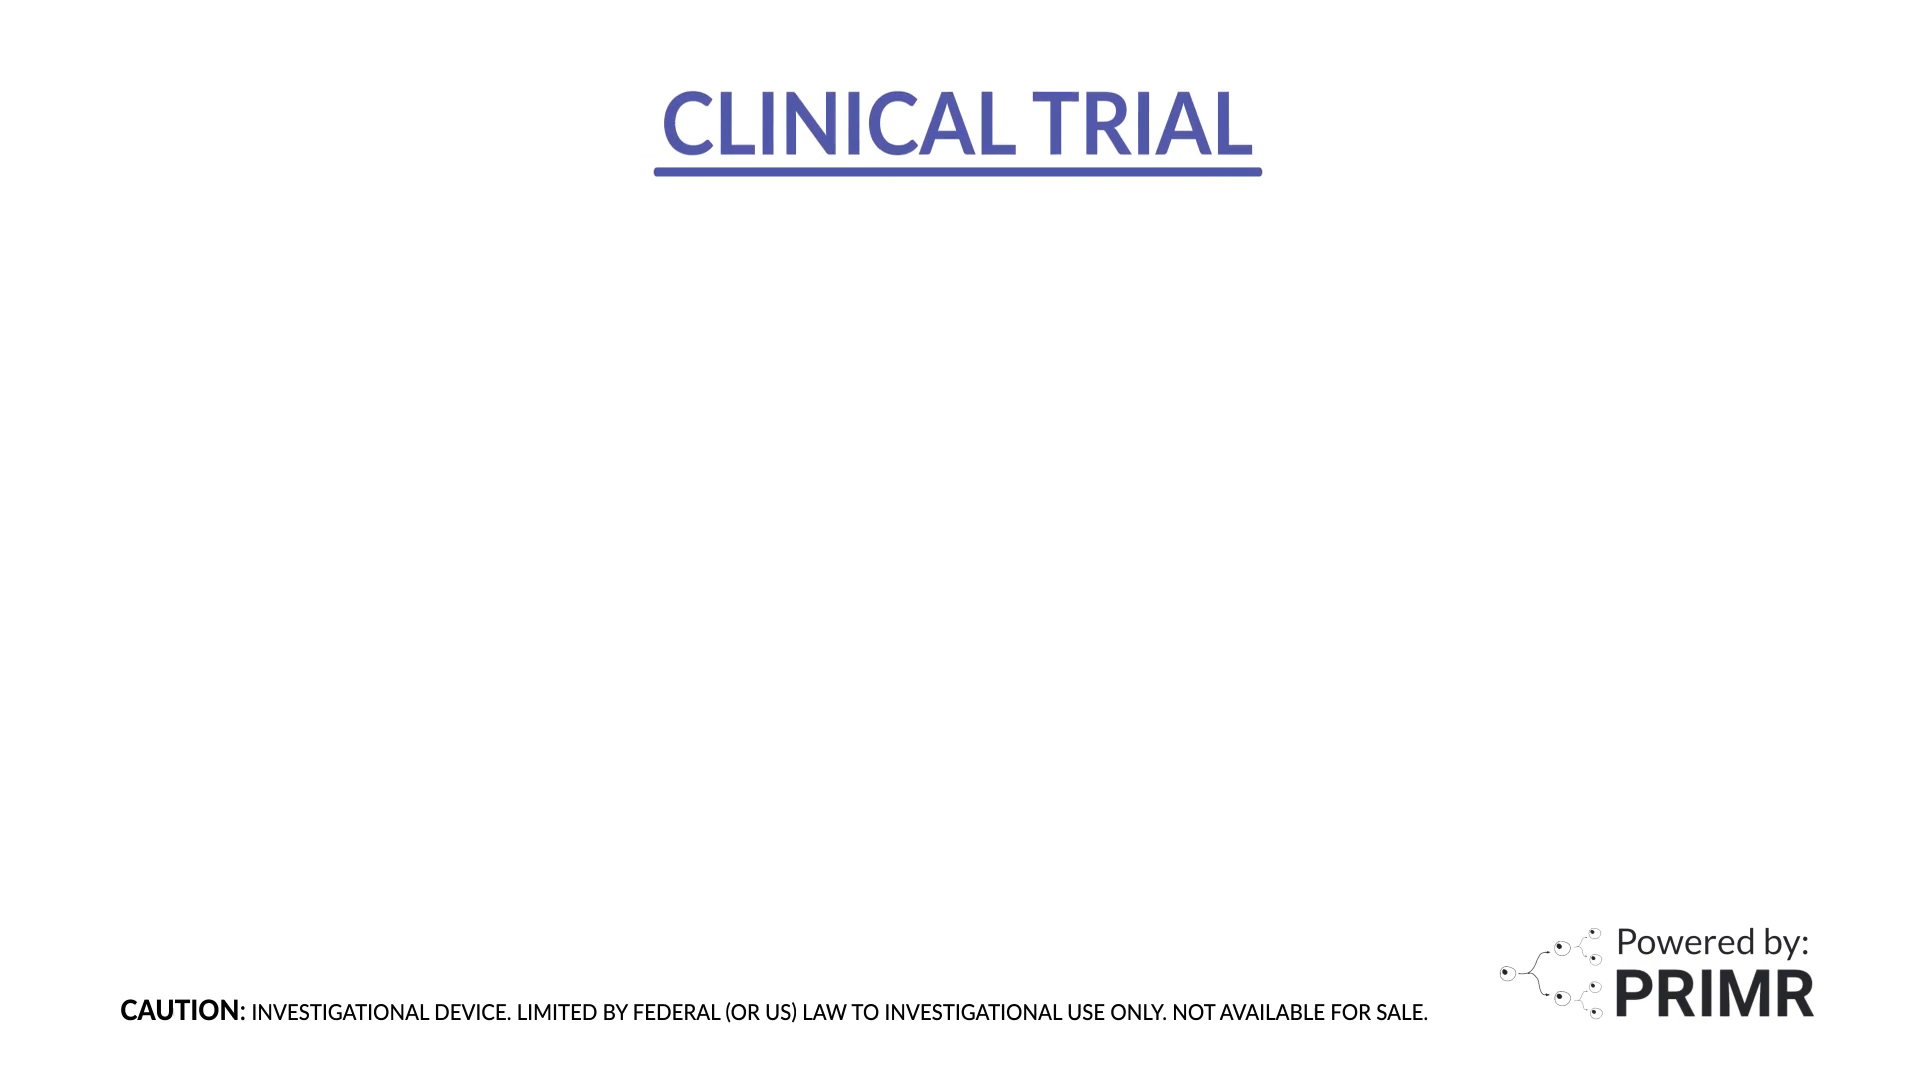 CLINICAL TRIAL
Powered by:
PRIMR
CAUTION: INVESTIGATIONAL DEVICE. LIMITED BY FEDERAL (OR US) LAW TO INVESTIGATIONAL USE ONLY. NOT AVAILABLE FOR SALE.